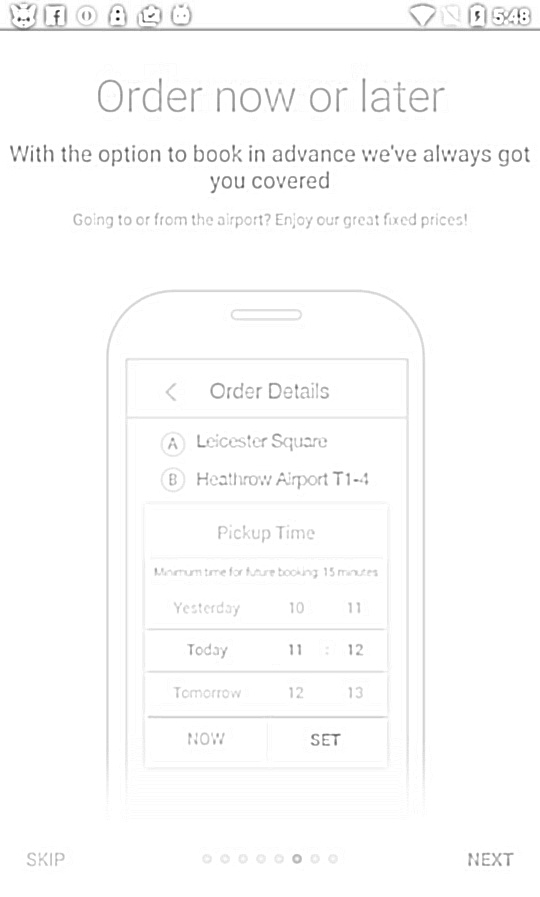 5:48
Order now or later
With the option to book in advance we've always got
you covered
Going to or from the airport? Enjoy our great fixed prices!
Order Details
A Leicester Square
B Heathrow Airport T1-4
Pickup Time
Minimum time for future booking: 15 minutes
Yesterday 10 11
Today 11 : 12
Tomorrow 12 13
NOW SET
SKIP NEXT